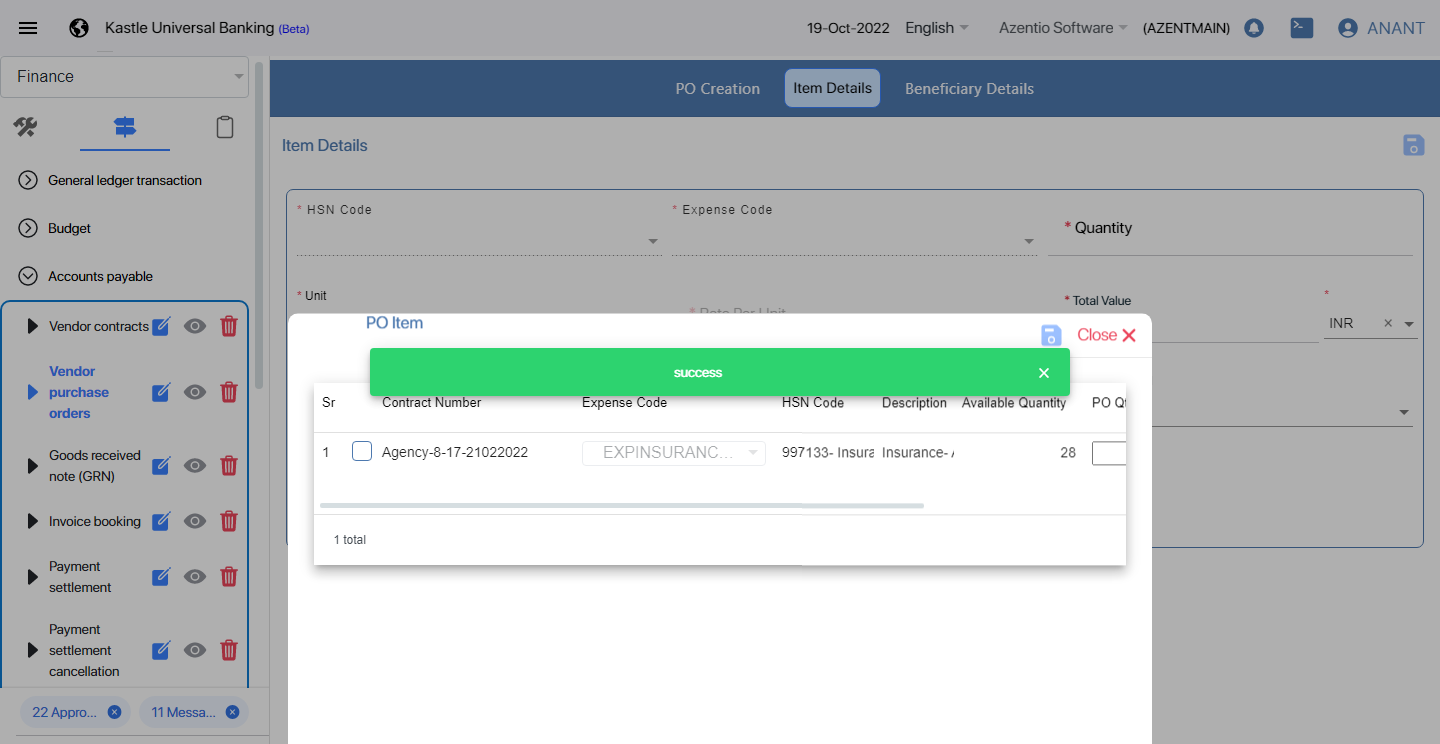 Kastle Universal Banking (Beta)
19-Oct-2022 English Azentio Software (AZENTMAIN) ANANT
Finance
General ledger transaction
Budget
Accounts payable
Vendor contracts
Vendor
purchase
orders
Goods received
note (GRN)
Invoice booking
Payment
settlement
Payment
settlement
cancellation
22 Appro...
11 Messa...
PO Creation Item Details Beneficiary Details
Item Details
* HSN Code * Expense Code * Quantity
* Unit * Rate Per Unit * Total Value *
INR ×
PO Item
Close
success ×
Sr Contract Number Expense Code HSN Code Description Available Quantity PO Qt
1 Agency-8-17-21022022 EXPINSURANC... 997133- Insura Insurance- A 28
1 total